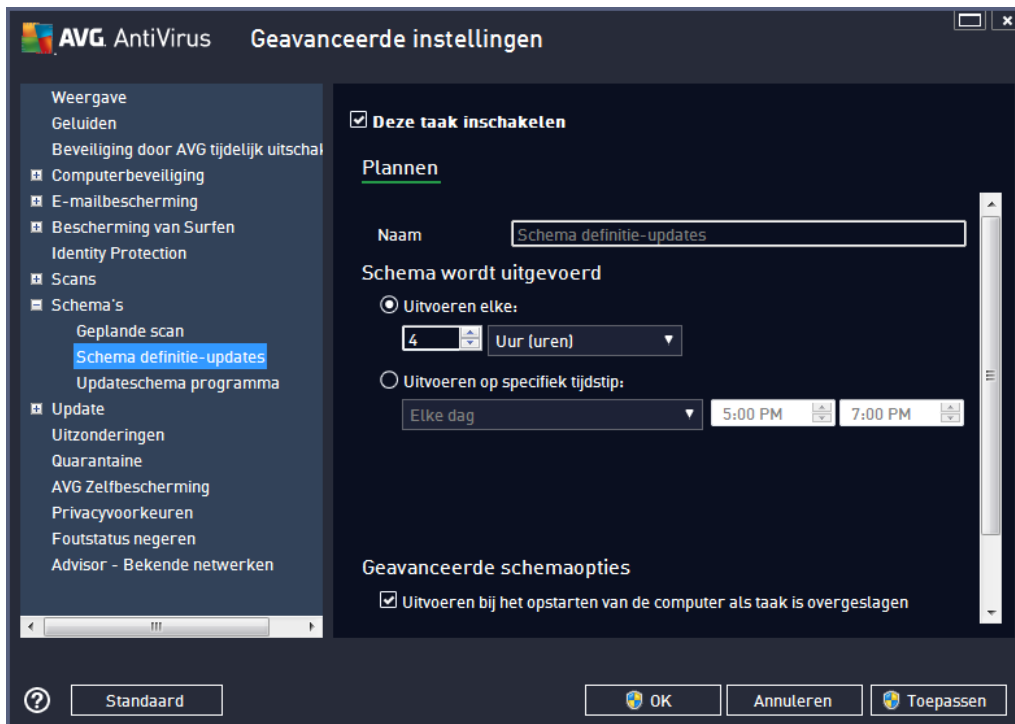 AVG. AntiVirus Geavanceerde instellingen
Weergave
Geluiden
Beveiliging door AVG tijdelijk uitschak
Computerbeveiliging
E-mailbescherming
Bescherming van Surfen
Identity Protection
Scans
Schema's
Geplande scan
Schema definitie-updates
Updateschema programma
Update
Uitzonderingen
Quarantaine
AVG Zelfbescherming
Privacyvoorkeuren
Foutstatus negeren
Advisor - Bekende netwerken
Deze taak inschakelen
Plannen
Naam Schema definitie-updates
Schema wordt uitgevoerd
Uitvoeren elke:
4 Uur (uren)
Uitvoeren op specifiek tijdstip:
Elke dag 5:00 PM 7:00 PM
Geavanceerde schemaopties
Uitvoeren bij het opstarten van de computer als taak is overgeslagen
? Standaard OK Annuleren Toepassen